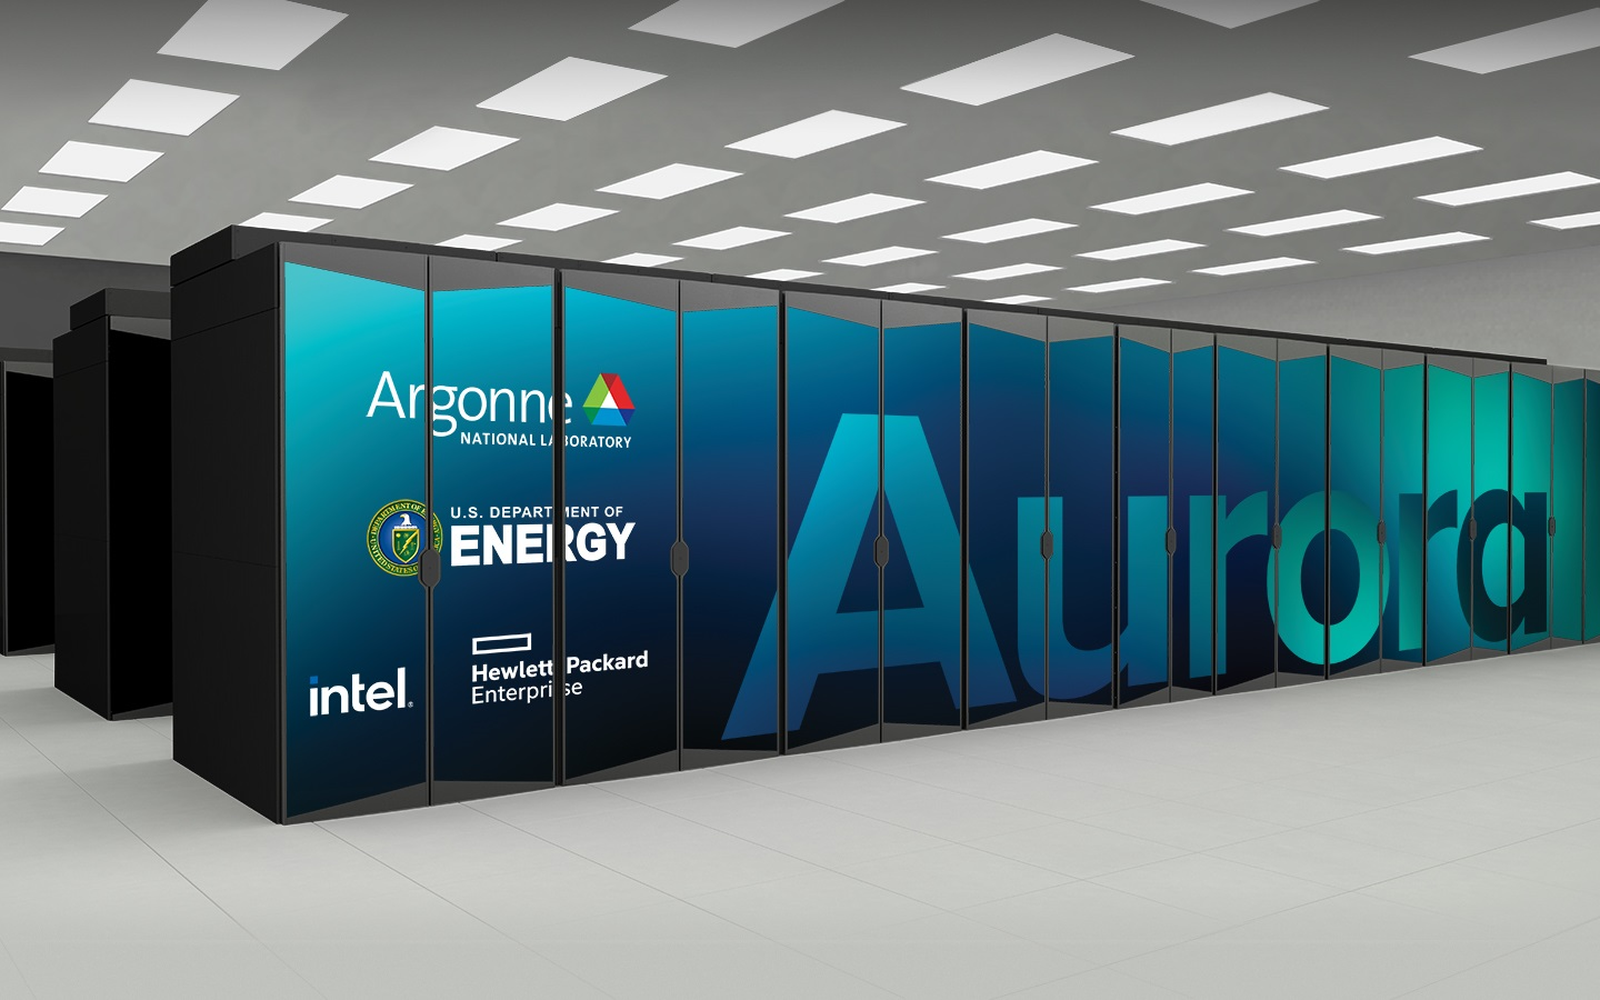 Argonne
NATIONAL LABORATORY
U.S. DEPARTMENT OF
ENERGY
intel.
Hewlett Packard
Enterprise
Aurora